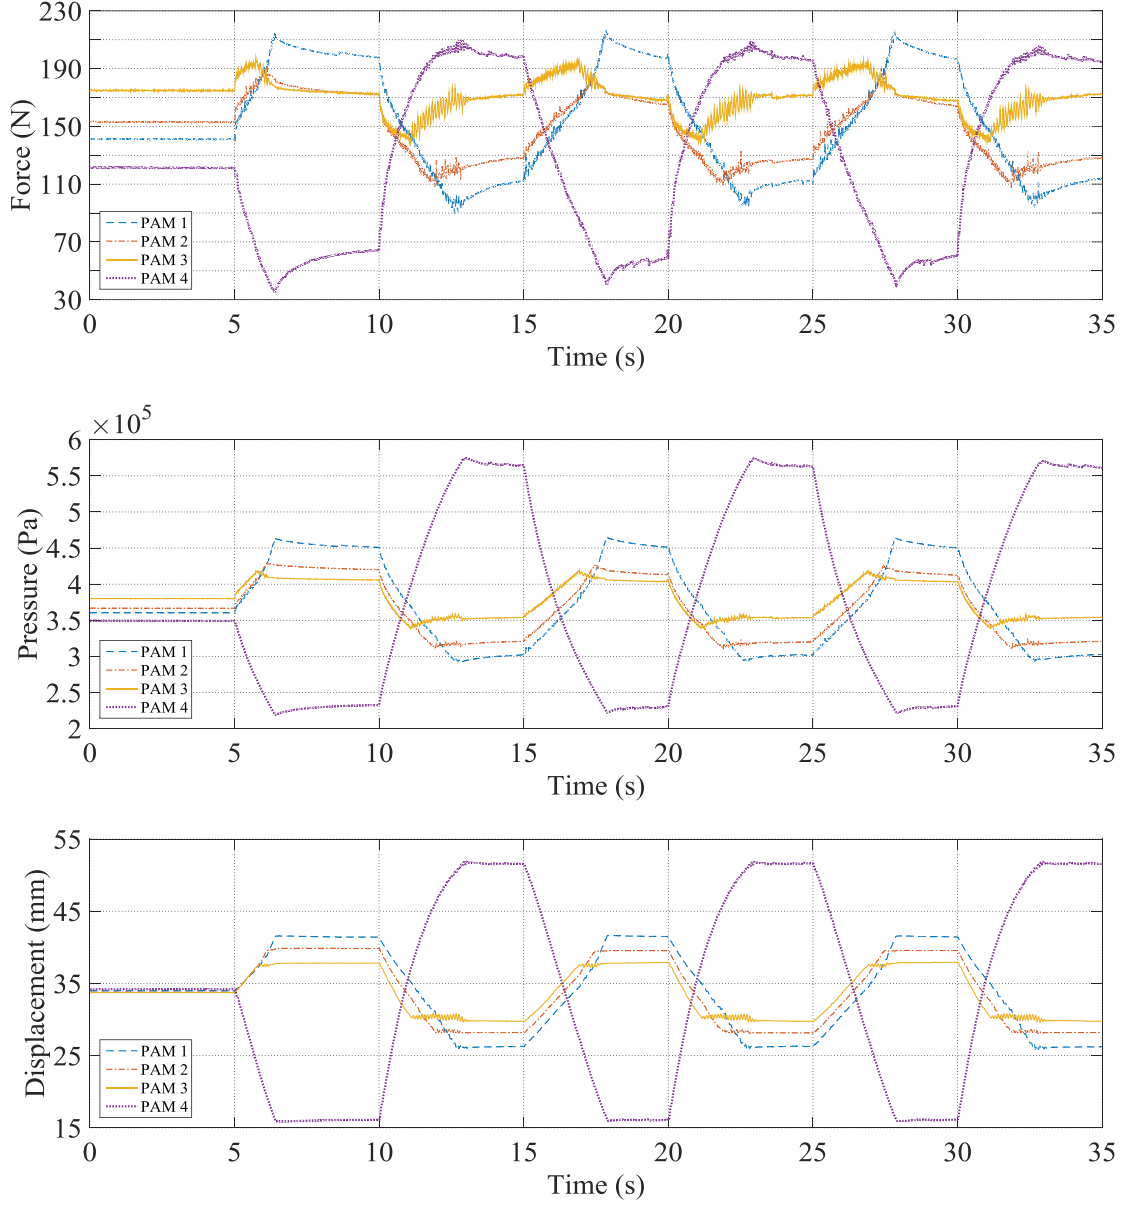 230
190
150
110
70
30
Force (N)
PAM 1
PAM 2
PAM 3
PAM 4
0 5 10 15 20 25 30 35
Time (s)
×10^5
6
5.5
5
4.5
4
3.5
3
2.5
2
Pressure (Pa)
PAM 1
PAM 2
PAM 3
PAM 4
0 5 10 15 20 25 30 35
Time (s)
55
45
35
25
15
Displacement (mm)
PAM 1
PAM 2
PAM 3
PAM 4
0 5 10 15 20 25 30 35
Time (s)